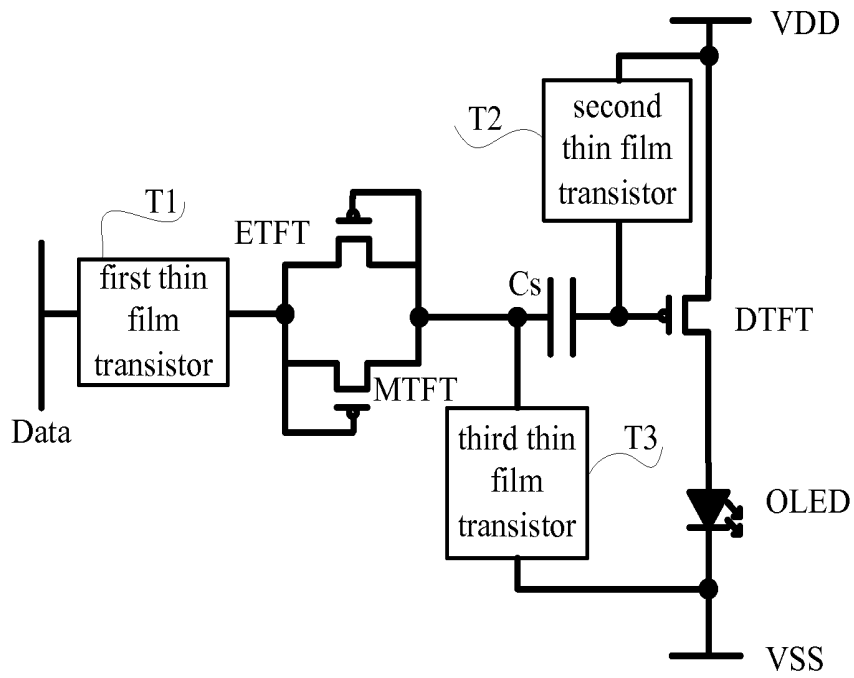 VDD
second
thin film
transistor
T2
T1
ETFT
first thin
film
transistor
Cs
DTFT
MTFT
Data
third thin
film
transistor
T3
OLED
VSS